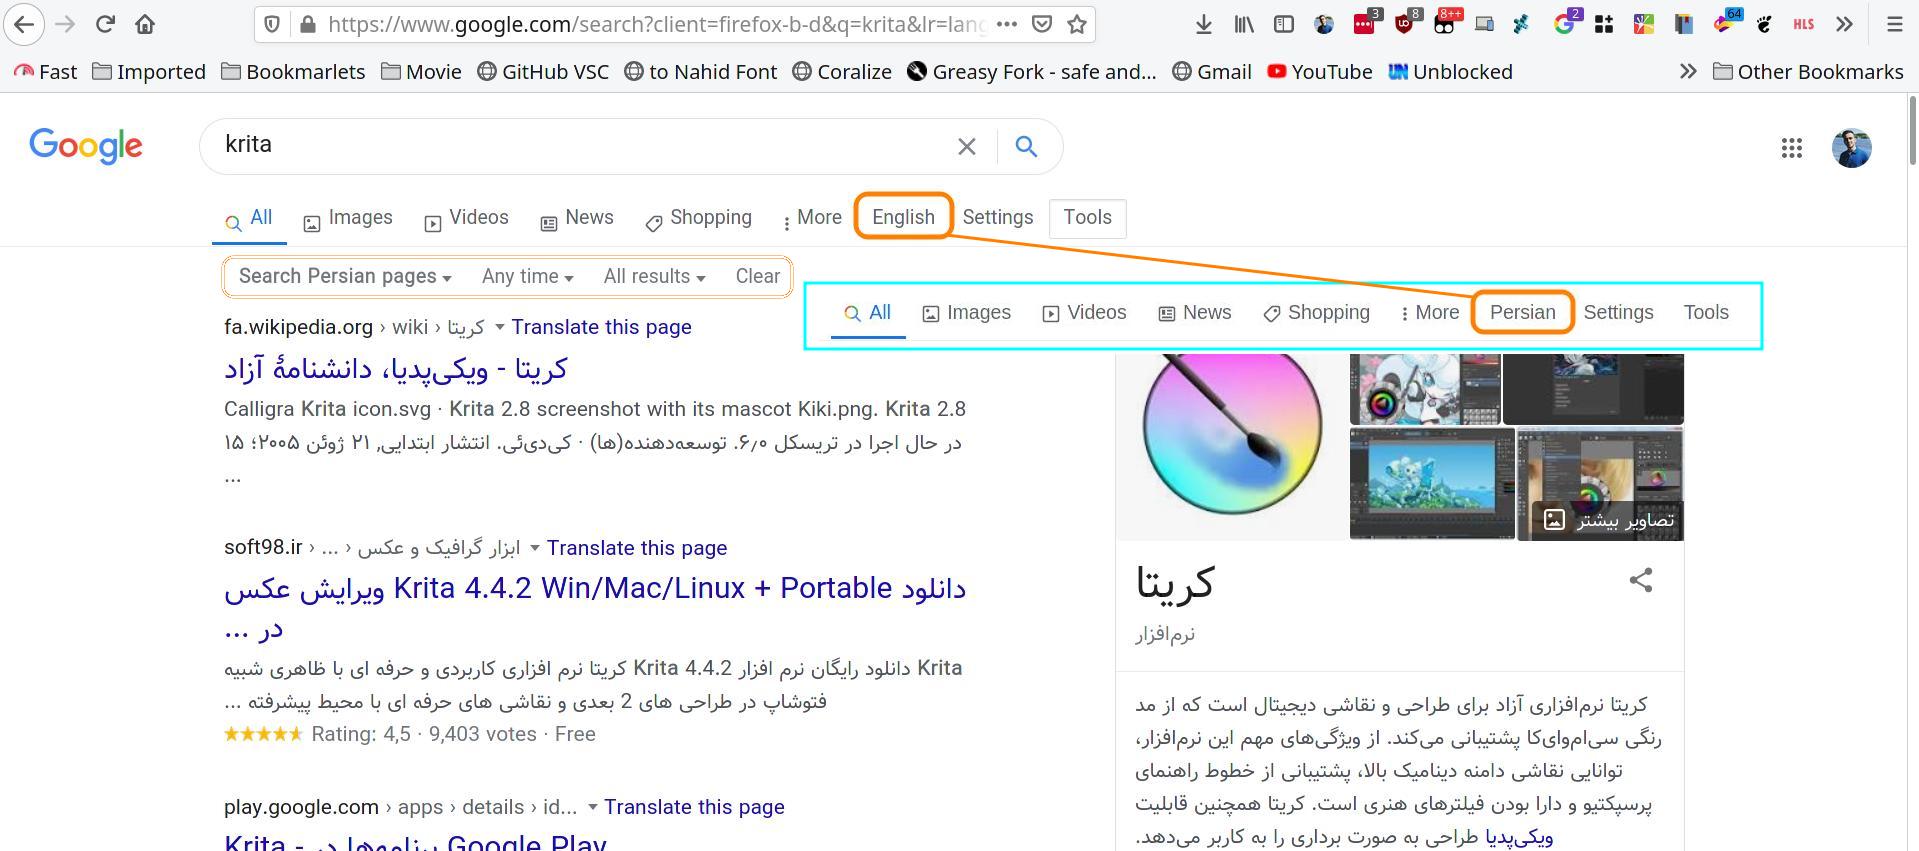 https://www.google.com/search?client=firefox-b-d&q=krita&lr=lang
3 8 8++ 2 64 HLS
Fast Imported Bookmarlets Movie GitHub VSC to Nahid Font Coralize Greasy Fork - safe and... Gmail YouTube Unblocked Other Bookmarks
Google krita
All Images Videos News Shopping More English Settings Tools
Search Persian pages Any time All results Clear
All Images Videos News Shopping More Persian Settings Tools
fa.wikipedia.org › wiki › کریتا Translate this page
کریتا - ویکی‌پدیا، دانشنامهٔ آزاد
Calligra Krita icon.svg · Krita 2.8 screenshot with its mascot Kiki.png. Krita 2.8
در حال اجرا در تریسکل ۶٫۰. توسعه‌دهنده(ها) · کی‌دی‌ئی. انتشار ابتدایی, ۲۱ ژوئن ۲۰۰۵؛ ۱۵
...
soft98.ir › ... › ابزار گرافیک و عکس Translate this page
دانلود Krita 4.4.2 Win/Mac/Linux + Portable ویرایش عکس
در ...
Krita دانلود رایگان نرم افزار Krita 4.4.2 کریتا نرم افزاری کاربردی و حرفه ای با ظاهری شبیه
فتوشاپ در طراحی های 2 بعدی و نقاشی های حرفه ای با محیط پیشرفته ...
Rating: 4,5 · 9,403 votes · Free
play.google.com › apps › details › id... Translate this page
Krita - برنامه‌ها در Google Play
تصاویر بیشتر
کریتا
نرم‌افزار
کریتا نرم‌افزاری آزاد برای طراحی و نقاشی دیجیتال است که از مد
رنگی سی‌ام‌وای‌کا پشتیبانی می‌کند. از ویژگی‌های مهم این نرم‌افزار،
توانایی نقاشی دامنه دینامیک بالا، پشتیبانی از خطوط راهنمای
پرسپکتیو و دارا بودن فیلترهای هنری است. کریتا همچنین قابلیت
طراحی به صورت برداری را به کاربر می‌دهد. ویکی‌پدیا